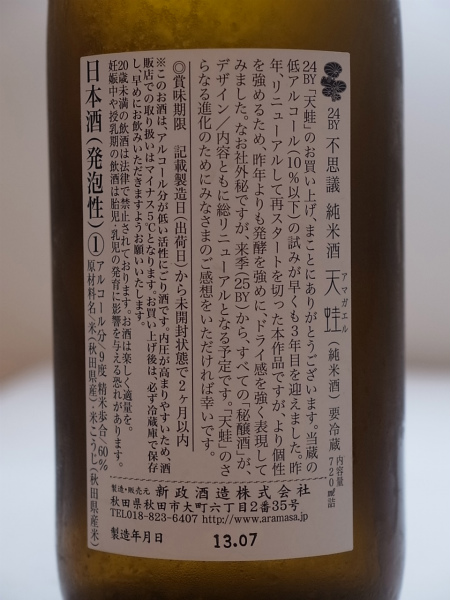 24BY 不思議 純米酒 天蛙 (純米酒) 要冷蔵 内容量720ml詰
アマガエル
24BY「天蛙」のお買い上げ、まことにありがとうございます。当蔵の
低アルコール(10%以下)の試みが早くも3年目を迎えました。昨
年、リニューアルして再スタートを切った本作品ですが、より個性
を強めるため、昨年よりも発酵を強めに、ドライ感を強く表現して
みました。なお社外秘ですが、来季(25BY)から、すべての「秘醸酒」が、
デザイン/内容ともに総リニューアルとなる予定です。「天蛙」のさ
らなる進化のためにみなさまのご感想をいただければ幸いです。
◎賞味期限 記載製造日(出荷日)から未開封状態で2ヶ月以内
※このお酒は、アルコール分が低い活性にごり酒です。内圧が高まりやすいため、酒
販店での取り扱いはマイナス5℃となります。お買い上げ後は、必ず冷蔵庫で保存
し、早めにお飲みいただきますようお願いいたします。
20歳未満の飲酒は法律で禁止されております。お酒は楽しく適量を。
妊娠中や授乳期の飲酒は胎児・乳児の発育に影響を与える恐れがあります。
日本酒(発泡性)①
アルコール分/9度 精米歩合/60%
原材料名/米(秋田県産)・米こうじ(秋田県産米)
製造・販売元 新政酒造株式会社
秋田県秋田市大町六丁目2番35号
TEL018-823-6407 http://www.aramasa.jp/
製造年月日 13.07